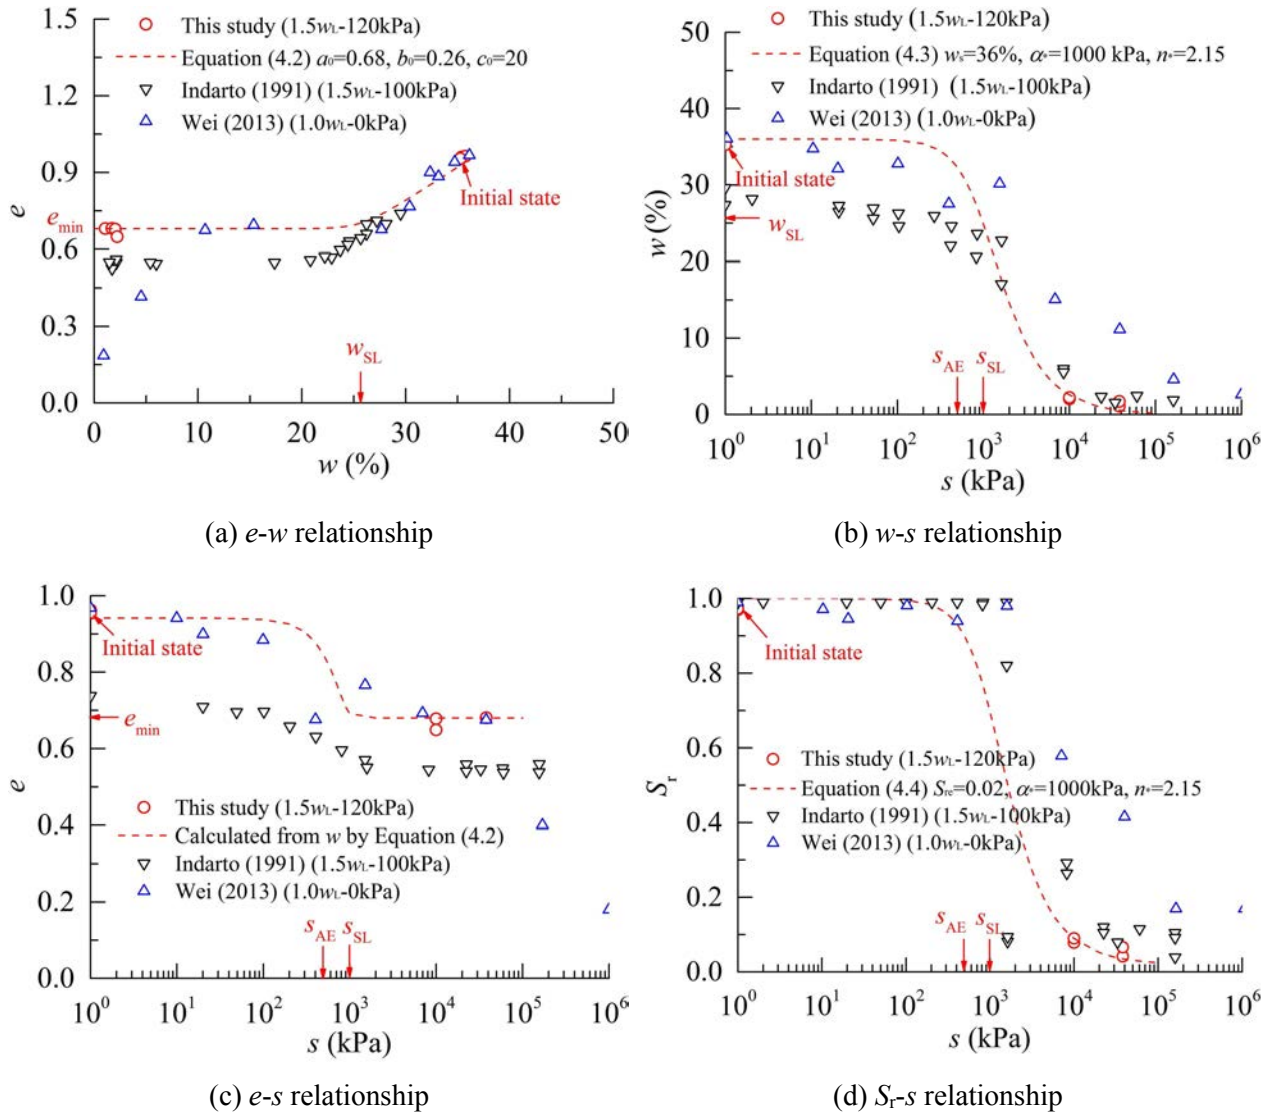 This study (1.5wL-120kPa)
Equation (4.2) a0=0.68, b0=0.26, c0=20
Indarto (1991) (1.5wL-100kPa)
Wei (2013) (1.0wL-0kPa)
1.5
1.2
0.9
0.6
0.3
0.0
e
emin
Initial state
wSL
0
10
20
30
40
50
w (%)
(a) e-w relationship
This study (1.5wL-120kPa)
Equation (4.3) ws=36%, α*=1000 kPa, n*=2.15
Indarto (1991) (1.5wL-100kPa)
Wei (2013) (1.0wL-0kPa)
50
40
30
20
10
0
w (%)
Initial state
wSL
sAE
sSL
10^0
10^1
10^2
10^3
10^4
10^5
10^6
s (kPa)
(b) w-s relationship
1.0
0.8
0.6
0.4
0.2
0.0
e
Initial state
emin
This study (1.5wL-120kPa)
Calculated from w by Equation (4.2)
Indarto (1991) (1.5wL-100kPa)
Wei (2013) (1.0wL-0kPa)
sAE
sSL
10^0
10^1
10^2
10^3
10^4
10^5
10^6
s (kPa)
(c) e-s relationship
1.0
0.8
0.6
0.4
0.2
0.0
Sr
Initial state
This study (1.5wL-120kPa)
Equation (4.4) Sre=0.02, α*=1000kPa, n*=2.15
Indarto (1991) (1.5wL-100kPa)
Wei (2013) (1.0wL-0kPa)
sAE
sSL
10^0
10^1
10^2
10^3
10^4
10^5
10^6
s (kPa)
(d) Sr-s relationship